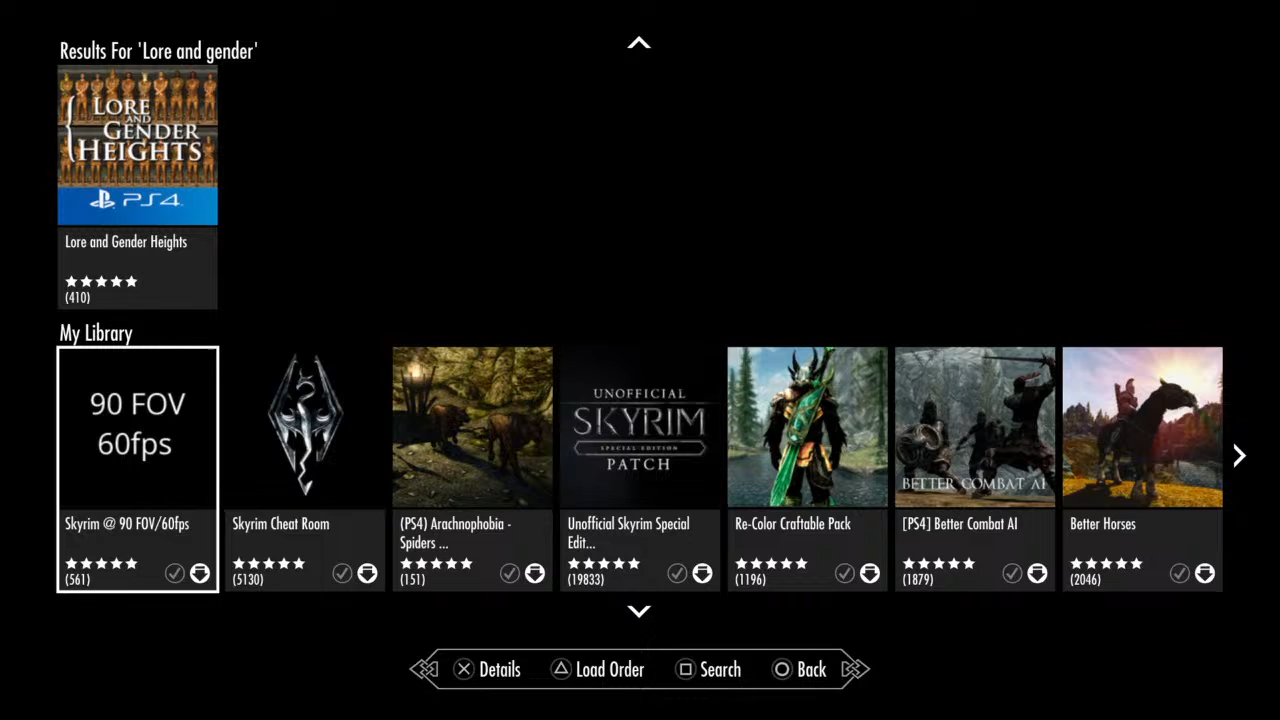 Results For 'Lore and gender'
LORE
AND
GENDER
HEIGHTS
PS4
Lore and Gender Heights
(410)
My Library
90 FOV
60fps
Skyrim @ 90 FOV/60fps
(561)
Skyrim Cheat Room
(5130)
(PS4) Arachnophobia -
Spiders ...
(151)
UNOFFICIAL
SKYRIM
SPECIAL EDITION
PATCH
Unofficial Skyrim Special
Edit...
(19833)
Re-Color Craftable Pack
(1196)
BETTER COMBAT AI
[PS4] Better Combat AI
(1879)
Better Horses
(2046)
Details
Load Order
Search
Back